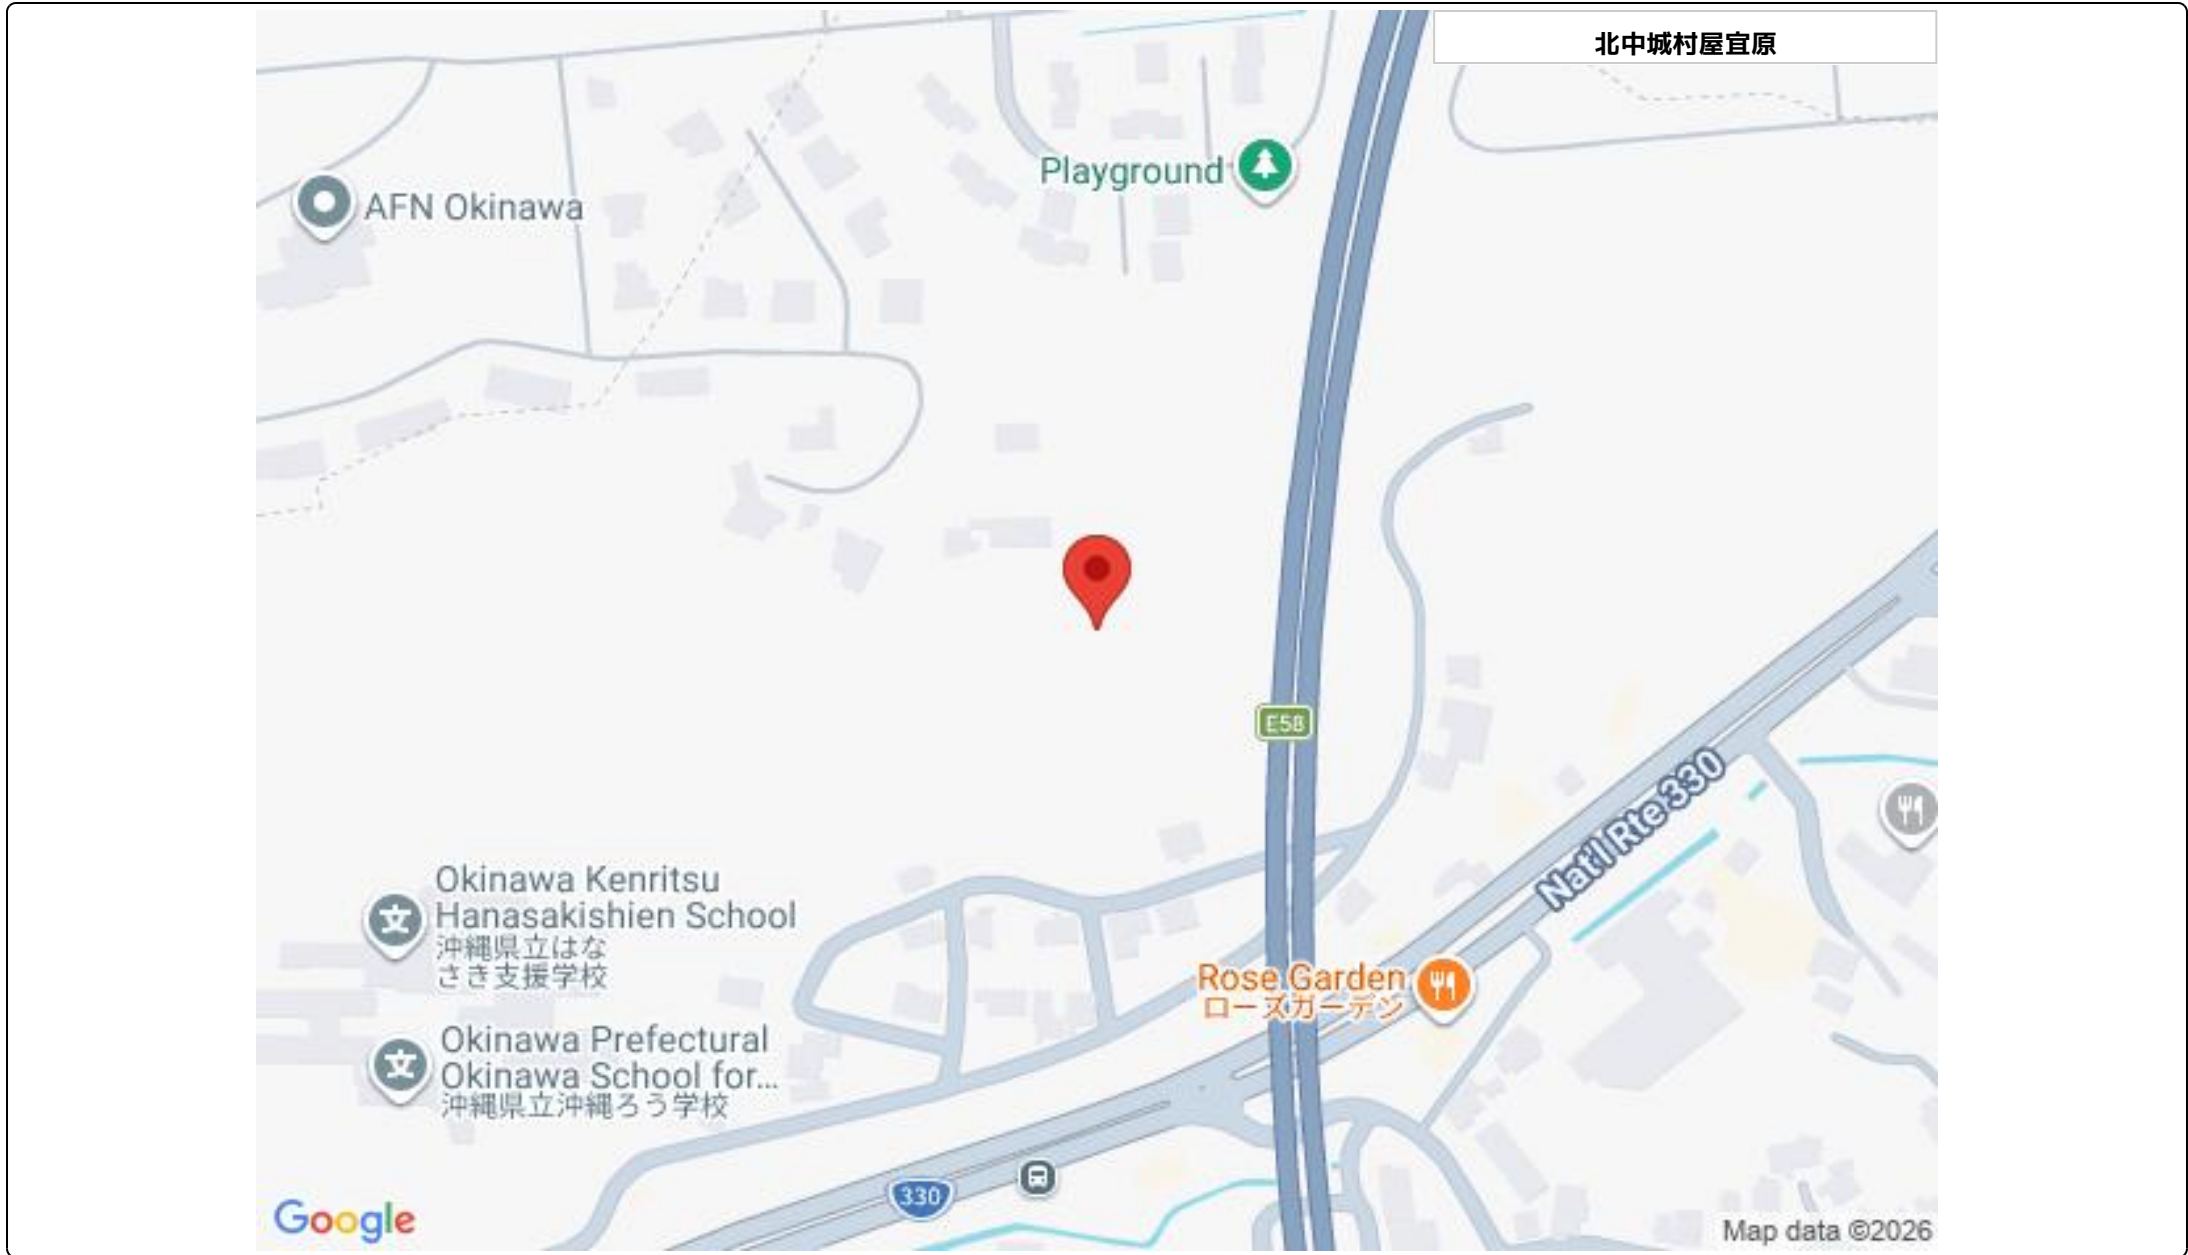 北中城村屋宜原
Playground
AFN Okinawa
E58
Nat'l Rte 330
Okinawa Kenritsu
Hanasakishien School
沖縄県立はな
さき支援学校
Rose Garden
ローズガーデン
Okinawa Prefectural
Okinawa School for...
沖縄県立沖縄ろう学校
330
Google
Map data ©2026